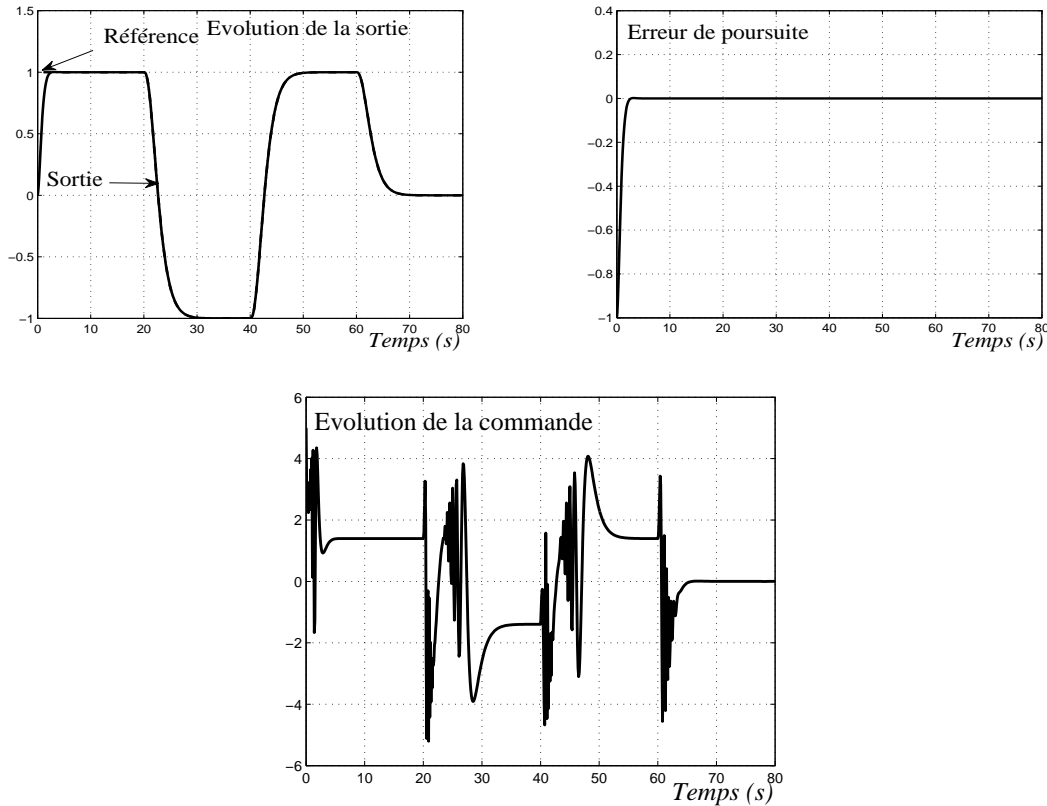 Evolution de la sortie
Référence
Sortie
1.5
1
0.5
0
−0.5
−1
0 10 20 30 40 50 60 70 80
Temps (s)
Erreur de poursuite
0.4
0.2
0
−0.2
−0.4
−0.6
−0.8
−1
0 10 20 30 40 50 60 70 80
Temps (s)
Evolution de la commande
6
4
2
0
−2
−4
−6
0 10 20 30 40 50 60 70 80
Temps (s)